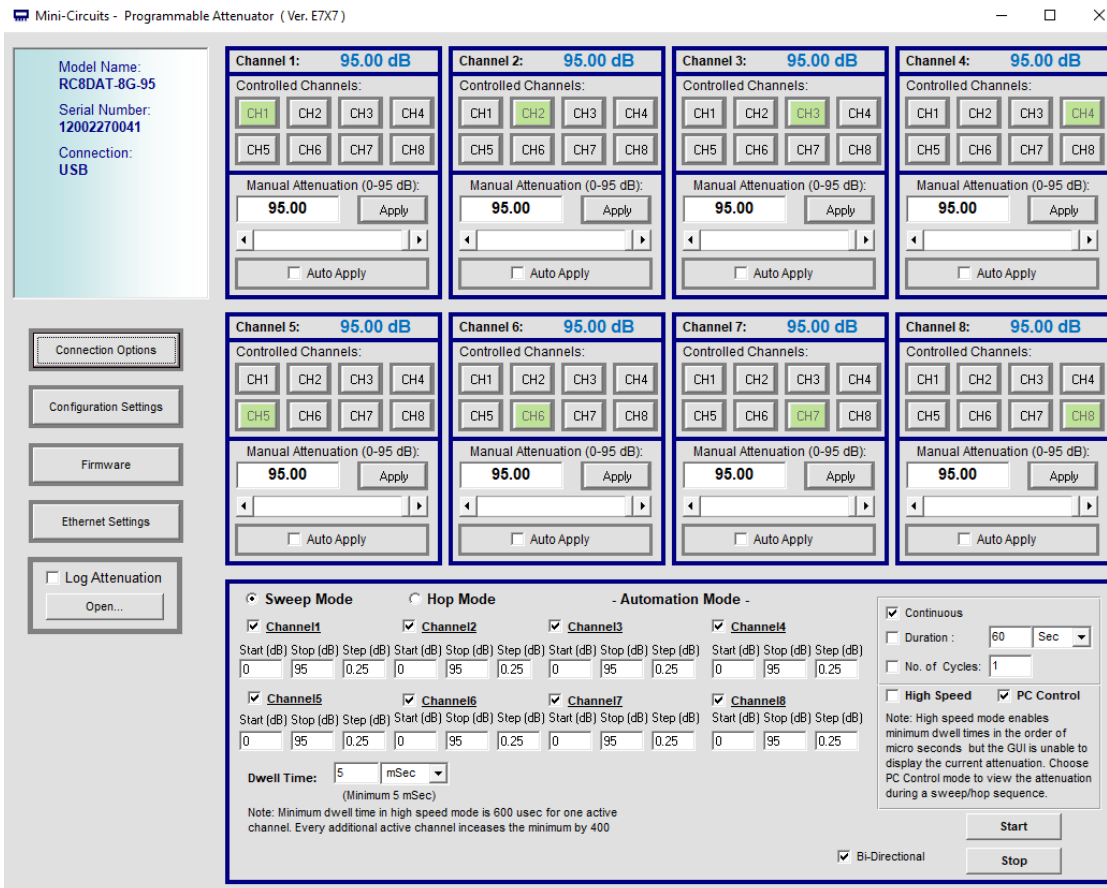 Mini-Circuits - Programmable Attenuator ( Ver. E7X7 )
Model Name:
RC8DAT-8G-95
Serial Number:
12002270041
Connection:
USB
Connection Options
Configuration Settings
Firmware
Ethernet Settings
Log Attenuation
Open...
Channel 1: 95.00 dB
Controlled Channels:
CH1 CH2 CH3 CH4
CH5 CH6 CH7 CH8
Manual Attenuation (0-95 dB):
95.00 Apply
Auto Apply
Channel 2: 95.00 dB
Controlled Channels:
CH1 CH2 CH3 CH4
CH5 CH6 CH7 CH8
Manual Attenuation (0-95 dB):
95.00 Apply
Auto Apply
Channel 3: 95.00 dB
Controlled Channels:
CH1 CH2 CH3 CH4
CH5 CH6 CH7 CH8
Manual Attenuation (0-95 dB):
95.00 Apply
Auto Apply
Channel 4: 95.00 dB
Controlled Channels:
CH1 CH2 CH3 CH4
CH5 CH6 CH7 CH8
Manual Attenuation (0-95 dB):
95.00 Apply
Auto Apply
Channel 5: 95.00 dB
Controlled Channels:
CH1 CH2 CH3 CH4
CH5 CH6 CH7 CH8
Manual Attenuation (0-95 dB):
95.00 Apply
Auto Apply
Channel 6: 95.00 dB
Controlled Channels:
CH1 CH2 CH3 CH4
CH5 CH6 CH7 CH8
Manual Attenuation (0-95 dB):
95.00 Apply
Auto Apply
Channel 7: 95.00 dB
Controlled Channels:
CH1 CH2 CH3 CH4
CH5 CH6 CH7 CH8
Manual Attenuation (0-95 dB):
95.00 Apply
Auto Apply
Channel 8: 95.00 dB
Controlled Channels:
CH1 CH2 CH3 CH4
CH5 CH6 CH7 CH8
Manual Attenuation (0-95 dB):
95.00 Apply
Auto Apply
Sweep Mode Hop Mode - Automation Mode -
Channel1 Channel2 Channel3 Channel4
Start (dB) Stop (dB) Step (dB) Start (dB) Stop (dB) Step (dB) Start (dB) Stop (dB) Step (dB) Start (dB) Stop (dB) Step (dB)
0 95 0.25 0 95 0.25 0 95 0.25 0 95 0.25
Channel5 Channel6 Channel7 Channel8
Start (dB) Stop (dB) Step (dB) Start (dB) Stop (dB) Step (dB) Start (dB) Stop (dB) Step (dB) Start (dB) Stop (dB) Step (dB)
0 95 0.25 0 95 0.25 0 95 0.25 0 95 0.25
Dwell Time: 5 mSec
(Minimum 5 mSec)
Note: Minimum dwell time in high speed mode is 600 usec for one active
channel. Every additional active channel inceases the minimum by 400
Continuous
Duration : 60 Sec
No. of Cycles: 1
High Speed PC Control
Note: High speed mode enables
minimum dwell times in the order of
micro seconds but the GUI is unable to
display the current attenuation. Choose
PC Control mode to view the attenuation
during a sweep/hop sequence.
Start
Bi-Directional
Stop